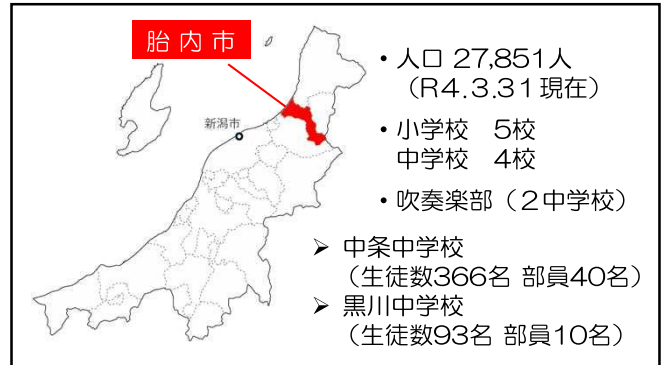 胎内市
新潟市
・人口 27,851人
（R4.3.31現在）
・小学校　5校
中学校　4校
・吹奏楽部（2中学校）
➢ 中条中学校
（生徒数366名 部員40名）
➢ 黒川中学校
（生徒数93名 部員10名）